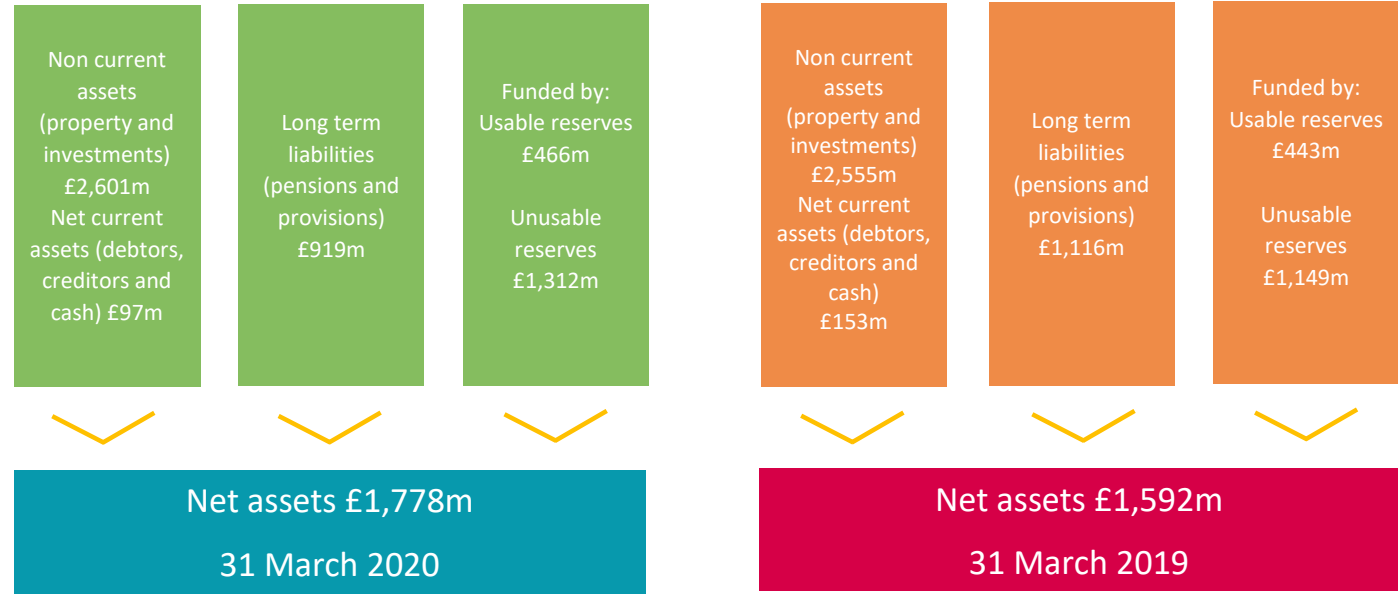 Non current
assets
(property and
investments)
£2,601m
Net current
assets (debtors,
creditors and
cash) £97m
Long term
liabilities
(pensions and
provisions)
£919m
Funded by:
Usable reserves
£466m
Unusable
reserves
£1,312m
Net assets £1,778m
31 March 2020
Non current
assets
(property and
investments)
£2,555m
Net current
assets (debtors,
creditors and
cash)
£153m
Long term
liabilities
(pensions and
provisions)
£1,116m
Funded by:
Usable reserves
£443m
Unusable
reserves
£1,149m
Net assets £1,592m
31 March 2019